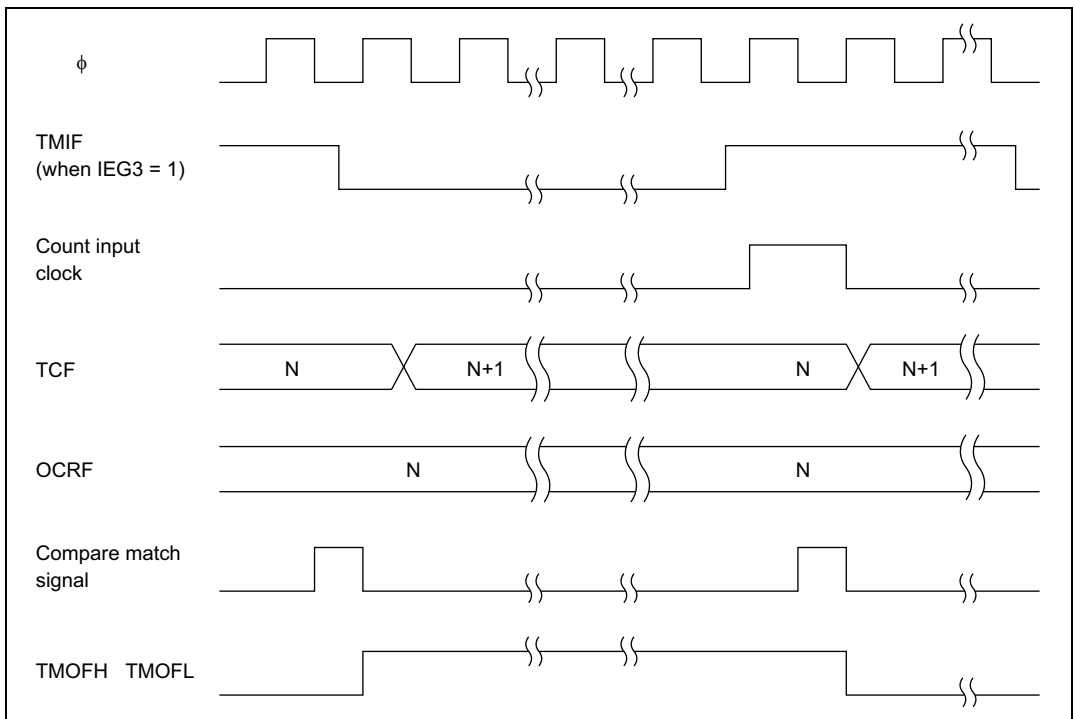 ϕ
TMIF
(when IEG3 = 1)
Count input
clock
TCF
N
N+1
N
N+1
OCRF
N
N
Compare match
signal
TMOFH TMOFL